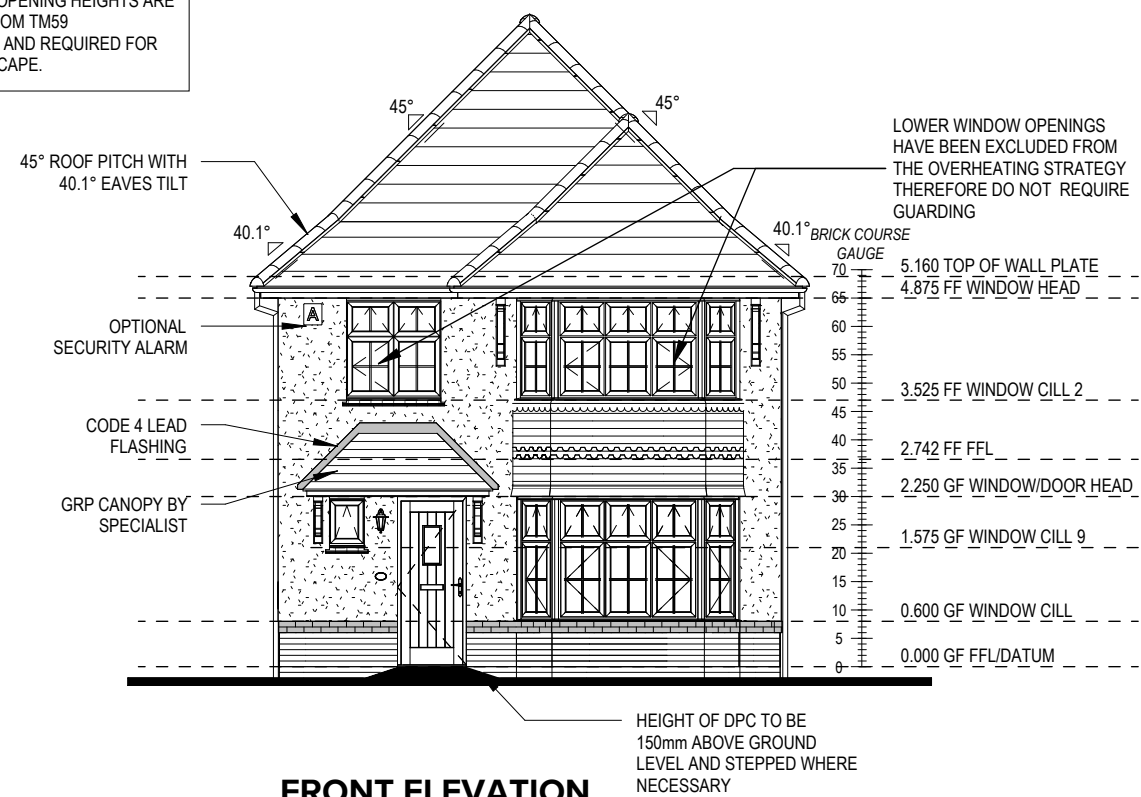 OPENING HEIGHTS ARE
OM TM59
AND REQUIRED FOR
CAPE.
45°
45°
45° ROOF PITCH WITH
40.1° EAVES TILT
LOWER WINDOW OPENINGS
HAVE BEEN EXCLUDED FROM
THE OVERHEATING STRATEGY
THEREFORE DO NOT REQUIRE
GUARDING
40.1°
40.1°
BRICK COURSE
GAUGE
70
65
60
55
50
45
40
35
30
25
20
15
10
5
0
5.160 TOP OF WALL PLATE
4.875 FF WINDOW HEAD
3.525 FF WINDOW CILL 2
2.742 FF FFL
2.250 GF WINDOW/DOOR HEAD
1.575 GF WINDOW CILL 9
0.600 GF WINDOW CILL
0.000 GF FFL/DATUM
A
OPTIONAL
SECURITY ALARM
CODE 4 LEAD
FLASHING
GRP CANOPY BY
SPECIALIST
HEIGHT OF DPC TO BE
150mm ABOVE GROUND
LEVEL AND STEPPED WHERE
NECESSARY
FRONT ELEVATION